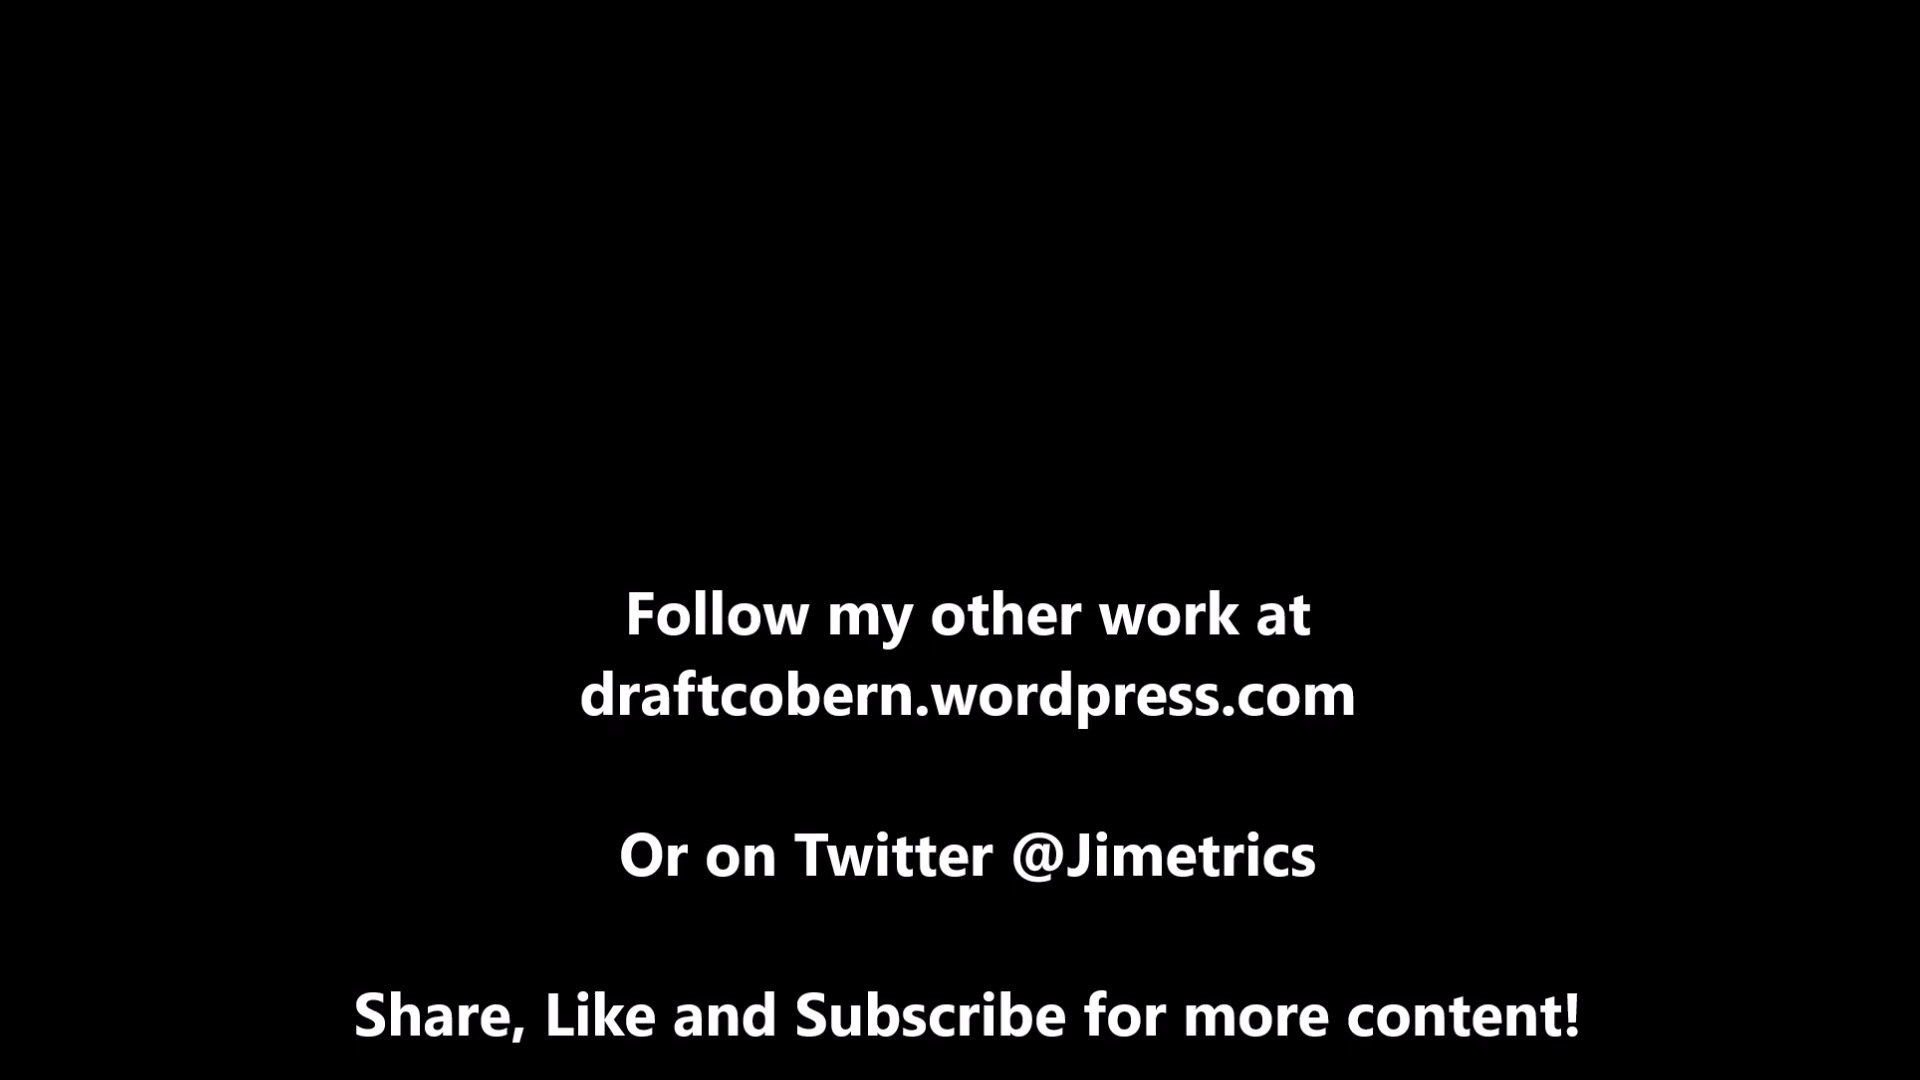 Follow my other work at
draftcobern.wordpress.com
Or on Twitter @Jimetrics
Share, Like and Subscribe for more content!